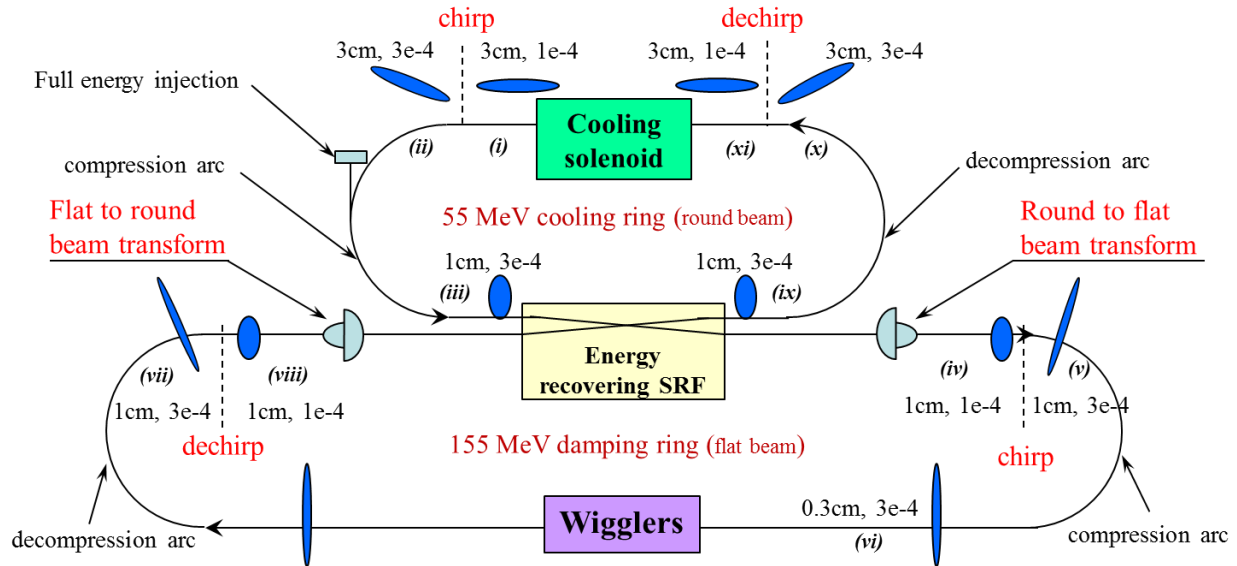 chirp
dechirp
3cm, 3e-4
3cm, 1e-4
3cm, 1e-4
3cm, 3e-4
Full energy injection
Cooling
solenoid
(ii)
(i)
(xi)
(x)
compression arc
decompression arc
Flat to round
beam transform
55 MeV cooling ring (round beam)
Round to flat
beam transform
1cm, 3e-4
1cm, 3e-4
(iii)
(ix)
Energy
recovering SRF
(vii)
(viii)
(iv)
(v)
1cm, 3e-4
1cm, 1e-4
1cm, 1e-4
1cm, 3e-4
dechirp
155 MeV damping ring (flat beam)
chirp
Wigglers
0.3cm, 3e-4
(vi)
decompression arc
compression arc